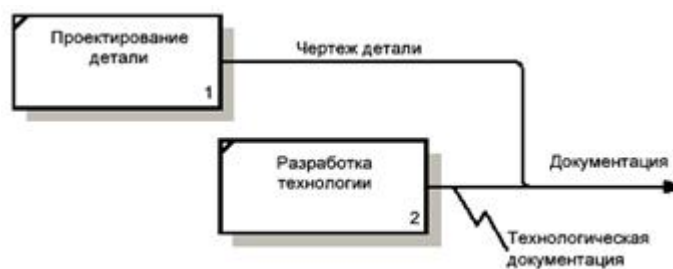 Проектирование
детали
1
Чертеж детали
Разработка
технологии
2
Документация
Технологическая
документация